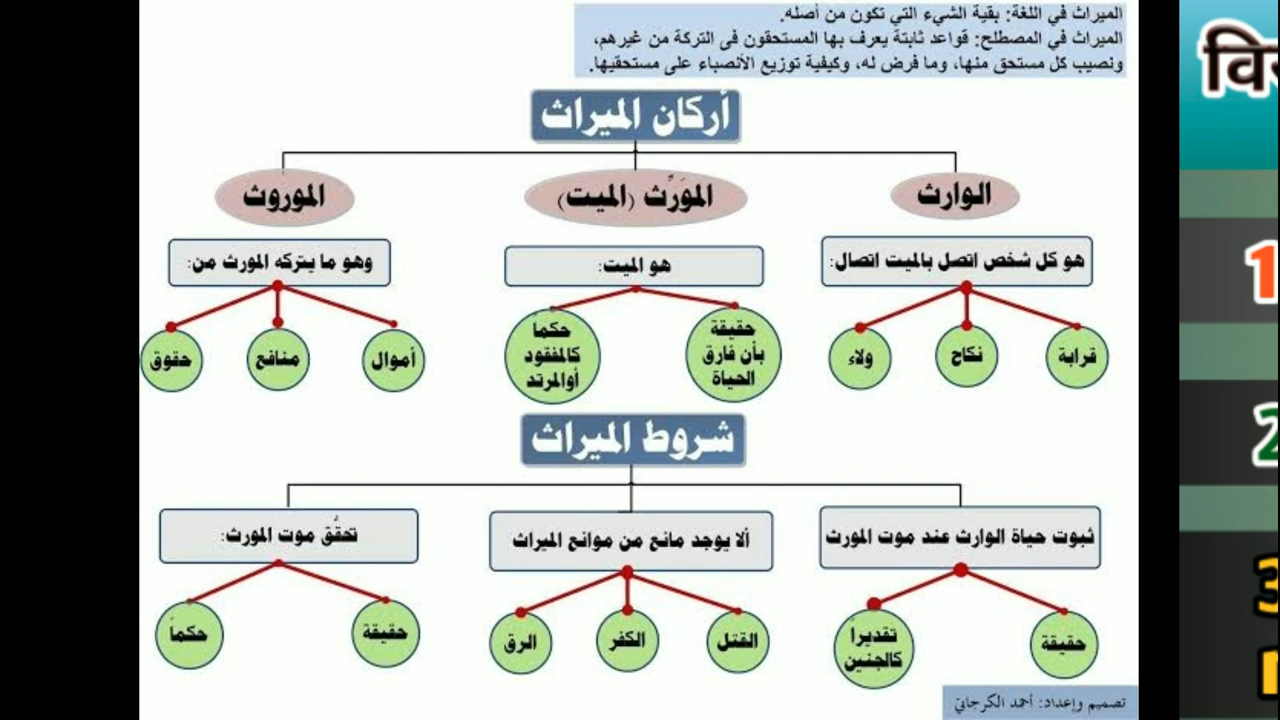 الميراث في اللغة: بقية الشيء التي تكون من أصله.
الميراث في المصطلح: قواعد ثابتة يعرف بها المستحقون فى التركة من غيرهم،
ونصيب كل مستحق منها، وما فرض له، وكيفية توزيع الأنصباء على مستحقيها.
أركان الميراث
الوارث
المَوِّرث (الميت)
الموروث
هو كل شخص اتصل بالميت اتصال:
هو الميت:
وهو ما يتركه المورث من:
قرابة
نكاح
ولاء
حقيقة
بأن فارق
الحياة
حكماً
كالمفقود
أوالمرتد
أموال
منافع
حقوق
شروط الميراث
ثبوت حياة الوارث عند موت المورث
ألا يوجد مانع من موانع الميراث
تحقُّق موت المورث:
حقيقة
تقديراً
كالجنين
القتل
الكفر
الرق
حقيقة
حكماً
تصميم وإعداد: أحمد الكرجاني
1
2
3